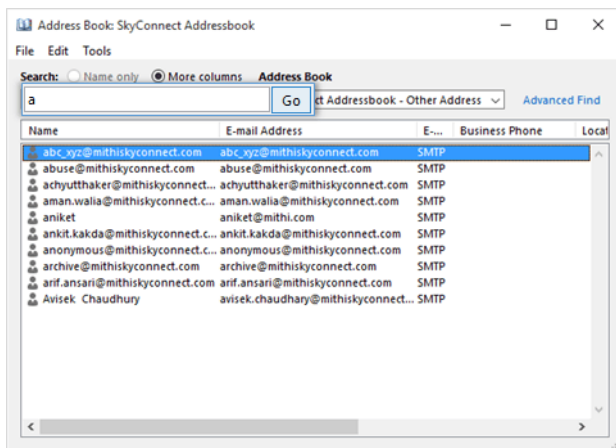 Address Book: SkyConnect Addressbook
File Edit Tools
Search: Name only More columns Address Book
a Go ct Addressbook - Other Address Advanced Find
Name E-mail Address E-... Business Phone Locat
abc_xyz@mithiskyconnect.com abc_xyz@mithiskyconnect.com SMTP
abuse@mithiskyconnect.com abuse@mithiskyconnect.com SMTP
achyutthaker@mithiskyconnect... achyutthaker@mithiskyconnect.com SMTP
aman.walia@mithiskyconnect.c... aman.walia@mithiskyconnect.com SMTP
aniket aniket@mithi.com SMTP
ankit.kakda@mithiskyconnect.c... ankit.kakda@mithiskyconnect.com SMTP
anonymous@mithiskyconnect.c... anonymous@mithiskyconnect.com SMTP
archive@mithiskyconnect.com archive@mithiskyconnect.com SMTP
arif.ansari@mithiskyconnect.com arif.ansari@mithiskyconnect.com SMTP
Avisek Chaudhury avisek.chaudhary@mithiskyconnect... SMTP